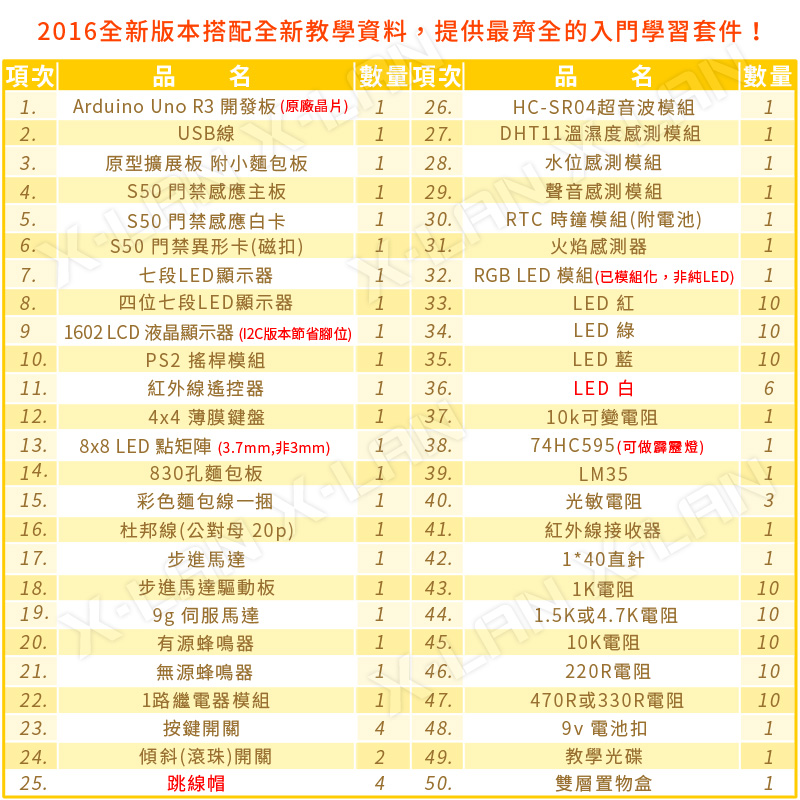 2016全新版本搭配全新教學資料，提供最齊全的入門學習套件！
項次 品 名 數量 項次 品 名 數量
1. Arduino Uno R3 開發板 (原廠晶片) 1 26. HC-SR04超音波模組 1
2. USB線 1 27. DHT11溫濕度感測模組 1
3. 原型擴展板 附小麵包板 1 28. 水位感測模組 1
4. S50 門禁感應主板 1 29. 聲音感測模組 1
5. S50 門禁感應白卡 1 30. RTC 時鐘模組(附電池) 1
6. S50 門禁異形卡(磁扣) 1 31. 火焰感測器 1
7. 七段LED顯示器 1 32. RGB LED 模組(已模組化，非純LED) 1
8. 四位七段LED顯示器 1 33. LED 紅 10
9 1602 LCD 液晶顯示器 (I2C版本節省腳位) 1 34. LED 綠 10
10. PS2 搖桿模組 1 35. LED 藍 10
11. 紅外線遙控器 1 36. LED 白 6
12. 4x4 薄膜鍵盤 1 37. 10k可變電阻 1
13. 8x8 LED 點矩陣 (3.7mm,非3mm) 1 38. 74HC595(可做霹靂燈) 1
14. 830孔麵包板 1 39. LM35 1
15. 彩色麵包線一捆 1 40. 光敏電阻 3
16. 杜邦線(公對母 20p) 1 41. 紅外線接收器 1
17. 步進馬達 1 42. 1*40直針 1
18. 步進馬達驅動板 1 43. 1K電阻 10
19. 9g 伺服馬達 1 44. 1.5K或4.7K電阻 10
20. 有源蜂鳴器 1 45. 10K電阻 10
21. 無源蜂鳴器 1 46. 220R電阻 10
22. 1路繼電器模組 1 47. 470R或330R電阻 10
23. 按鍵開關 4 48. 9v 電池扣 1
24. 傾斜(滾珠)開關 2 49. 教學光碟 1
25. 跳線帽 4 50. 雙層置物盒 1
X-LAN X-LAN
X-LAN X-LAN
X-LAN X-LAN
X-LAN X-LAN